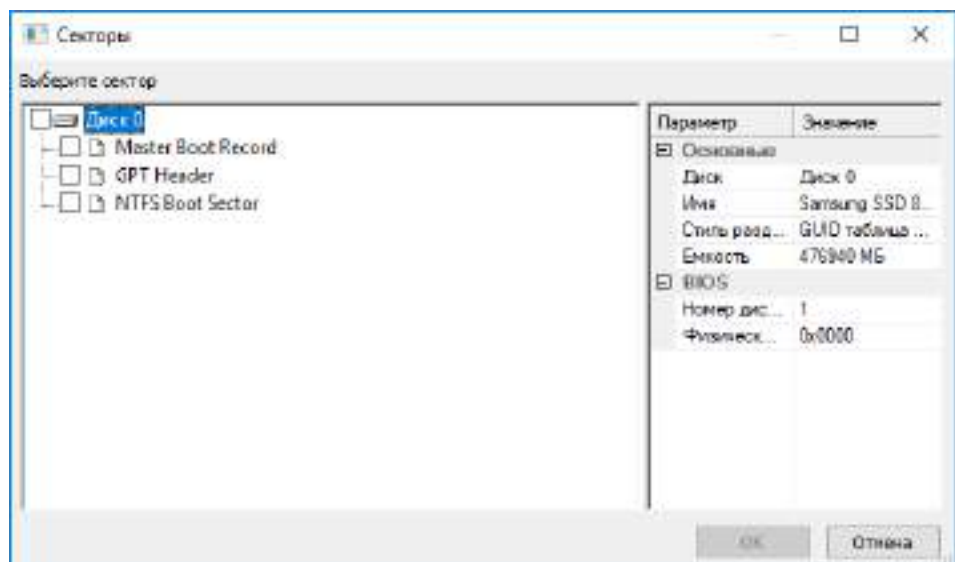 Секторы
Выберите сектор
Диск 0
Master Boot Record
GPT Header
NTFS Boot Sector
Параметр Значение
Основные
Диск Диск 0
Имя Samsung SSD 8...
Стиль разд... GUID таблица ...
Емкость 476940 МБ
BIOS
Номер дис... 1
Физическ... 0x0000
OK Отмена